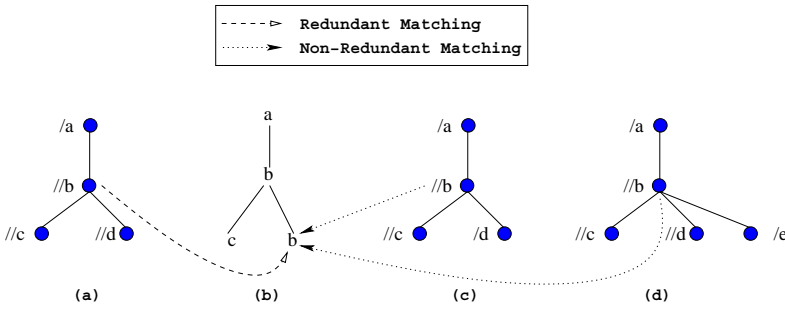 Redundant Matching
Non-Redundant Matching
/a a /a /a
//b b //b //b
//c //d c b //c /d //c //d /e
(a) (b) (c) (d)